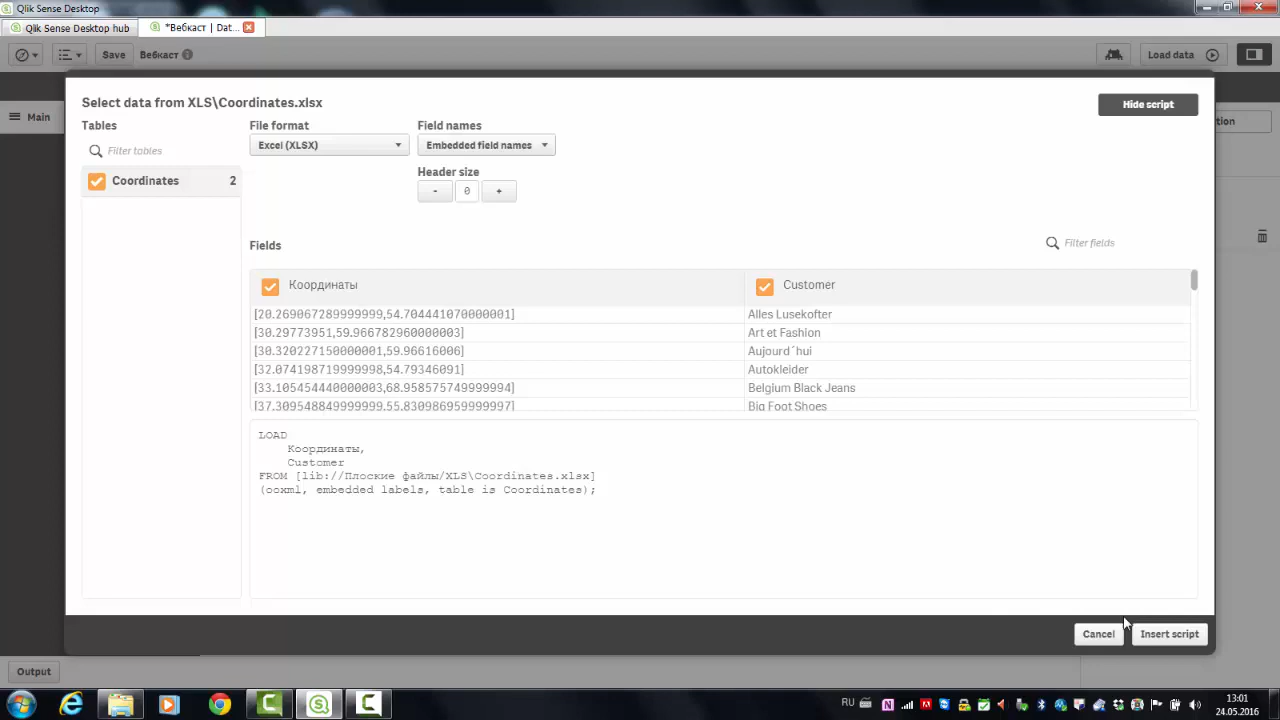 Qlik Sense Desktop
Qlik Sense Desktop hub
*Вебкаст | Dat...
Save
Вебкаст
Load data
Main
Select data from XLS\Coordinates.xlsx
Hide script
tion
Tables
File format
Field names
Filter tables
Excel (XLSX)
Embedded field names
Header size
Coordinates 2
- 0 +
Fields
Filter fields
Координаты Customer
[20.269067289999999,54.704441070000001] Alles Lusekofter
[30.29773951,59.966782960000003] Art et Fashion
[30.320227150000001,59.96616006] Aujourd´hui
[32.074198719999998,54.79346091] Autokleider
[33.105454440000003,68.958575749999994] Belgium Black Jeans
[37.309548849999999,55.830986959999997] Big Foot Shoes
LOAD
Координаты,
Customer
FROM [lib://Плоские файлы/XLS\Coordinates.xlsx]
(ooxml, embedded labels, table is Coordinates);
Cancel
Insert script
Output
RU
13:01
24.05.2016